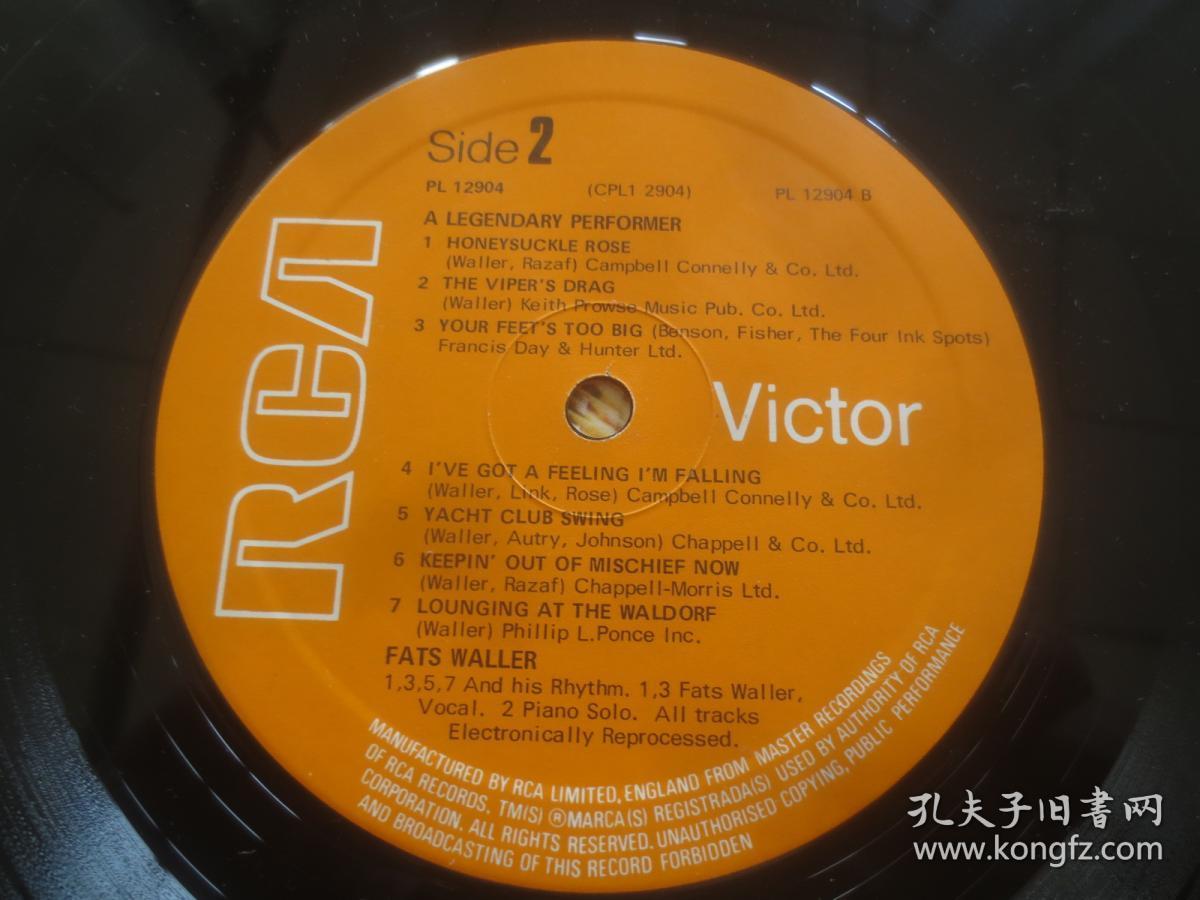 Side 2
PL 12904 (CPL1 2904) PL 12904 B
A LEGENDARY PERFORMER
1 HONEYSUCKLE ROSE
(Waller, Razaf) Campbell Connelly & Co. Ltd.
2 THE VIPER'S DRAG
(Waller) Keith Prowse Music Pub. Co. Ltd.
3 YOUR FEET'S TOO BIG (Benson, Fisher, The Four Ink Spots)
Francis Day & Hunter Ltd.
RCA
Victor
4 I'VE GOT A FEELING I'M FALLING
(Waller, Link, Rose) Campbell Connelly & Co. Ltd.
5 YACHT CLUB SWING
(Waller, Autry, Johnson) Chappell & Co. Ltd.
6 KEEPIN' OUT OF MISCHIEF NOW
(Waller, Razaf) Chappell-Morris Ltd.
7 LOUNGING AT THE WALDORF
(Waller) Phillip L.Ponce Inc.
FATS WALLER
1,3,5,7 And his Rhythm. 1,3 Fats Waller,
Vocal. 2 Piano Solo. All tracks
Electronically Reprocessed.
MANUFACTURED BY RCA LIMITED, ENGLAND FROM MASTER RECORDINGS
OF RCA RECORDS. TM(S) ® MARCA(S) REGISTRADA(S) USED BY AUTHORITY OF RCA
CORPORATION. ALL RIGHTS RESERVED. UNAUTHORISED COPYING, PUBLIC PERFORMANCE
AND BROADCASTING OF THIS RECORD FORBIDDEN
孔夫子旧書网
www.kongfz.com